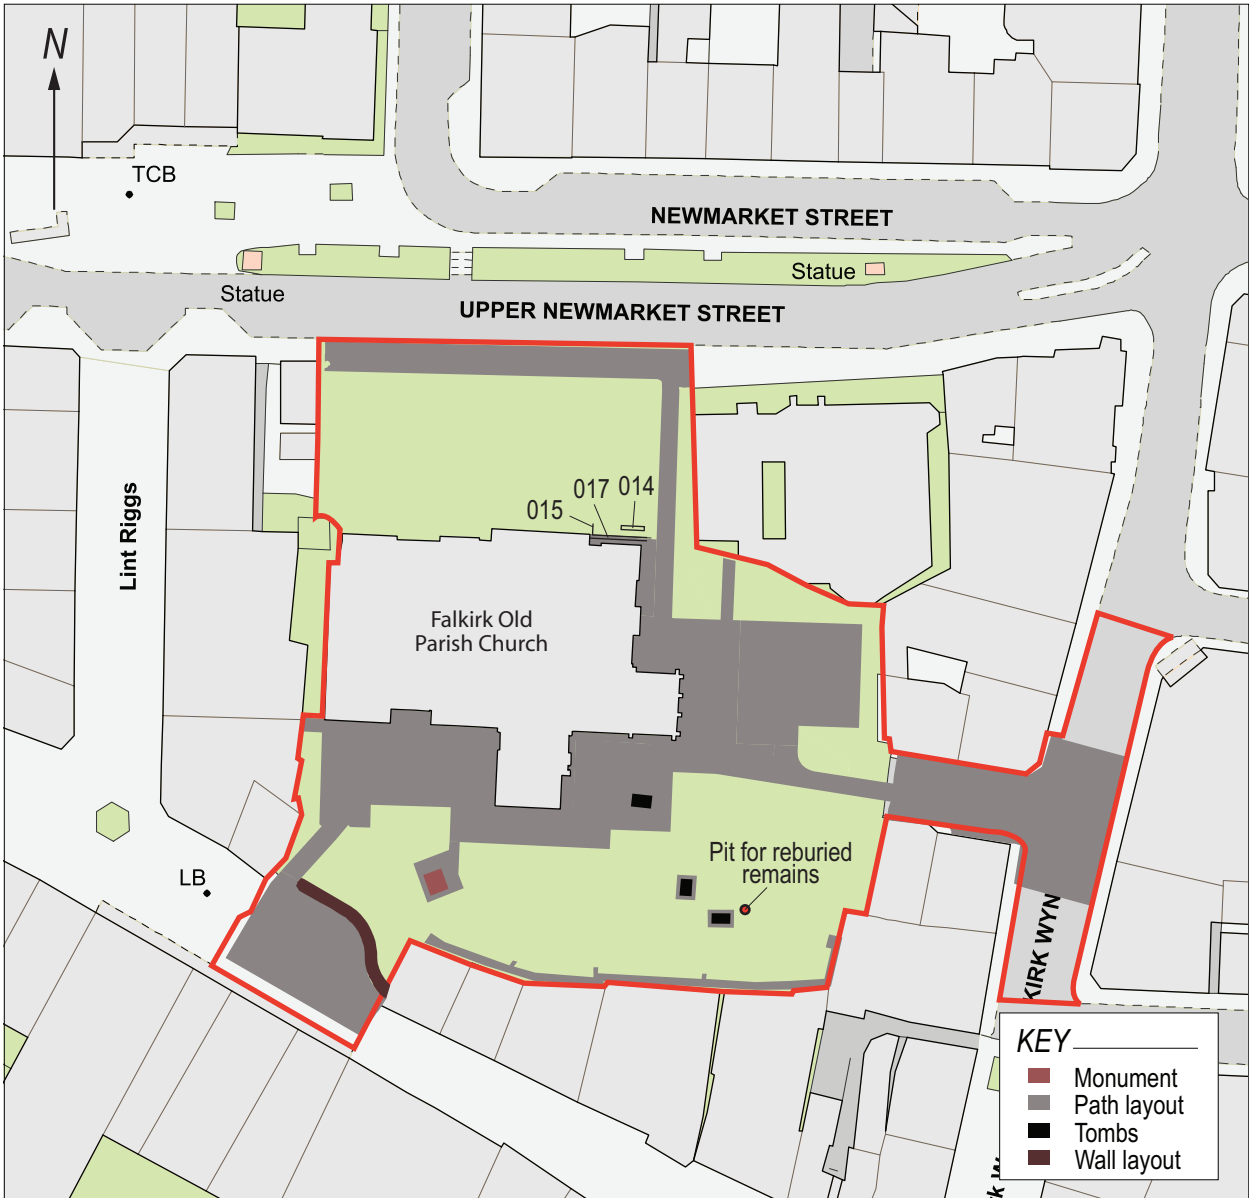 N
TCB
NEWMARKET STREET
Statue
Statue
UPPER NEWMARKET STREET
Lint Riggs
015
017
014
Falkirk Old
Parish Church
Pit for reburied
remains
LB
KIRK WYN
KEY
Monument
Path layout
Tombs
Wall layout